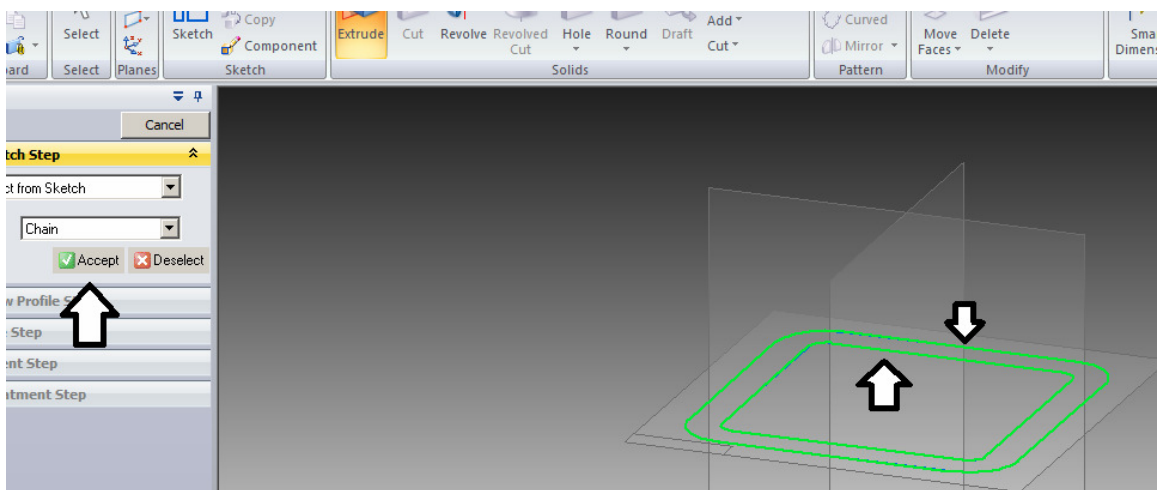 Copy
Select
Sketch
Component
Extrude
Cut
Revolve
Revolved
Cut
Hole
Round
Draft
Add
Cut
Curved
Mirror
Move
Faces
Delete
Sma
Dimens
ard
Select
Planes
Sketch
Solids
Pattern
Modify
Cancel
tch Step
ct from Sketch
Chain
Accept
Deselect
w Profile S
Step
ent Step
atment Step